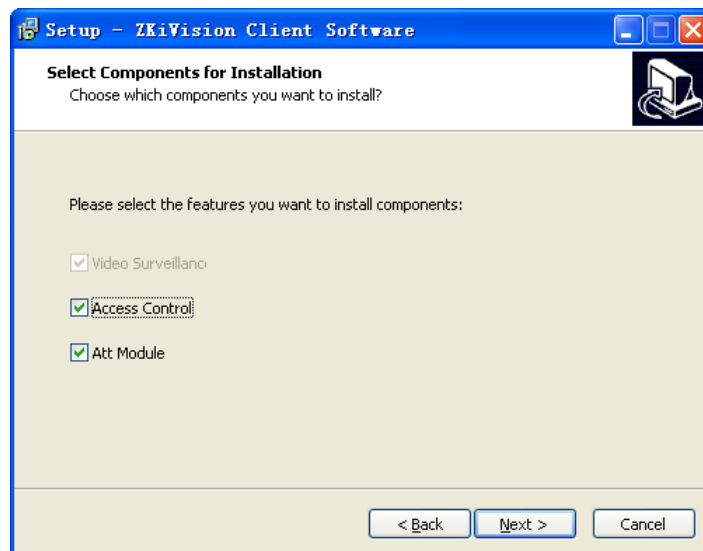 Setup - ZKiVision Client Software
Select Components for Installation
Choose which components you want to install?
Please select the features you want to install components:
Video Surveillanc
Access Control
Att Module
< Back
Next >
Cancel